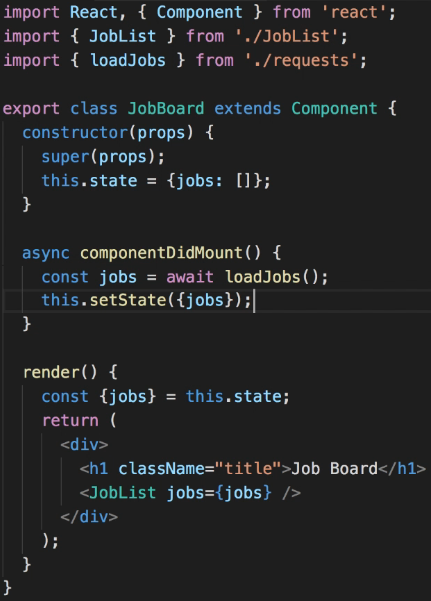 import React, { Component } from 'react';
import { JobList } from './JobList';
import { loadJobs } from './requests';

export class JobBoard extends Component {
  constructor(props) {
    super(props);
    this.state = {jobs: []};
  }

  async componentDidMount() {
    const jobs = await loadJobs();
    this.setState({jobs});
  }

  render() {
    const {jobs} = this.state;
    return (
      <div>
        <h1 className="title">Job Board</h1>
        <JobList jobs={jobs} />
      </div>
    );
  }
}